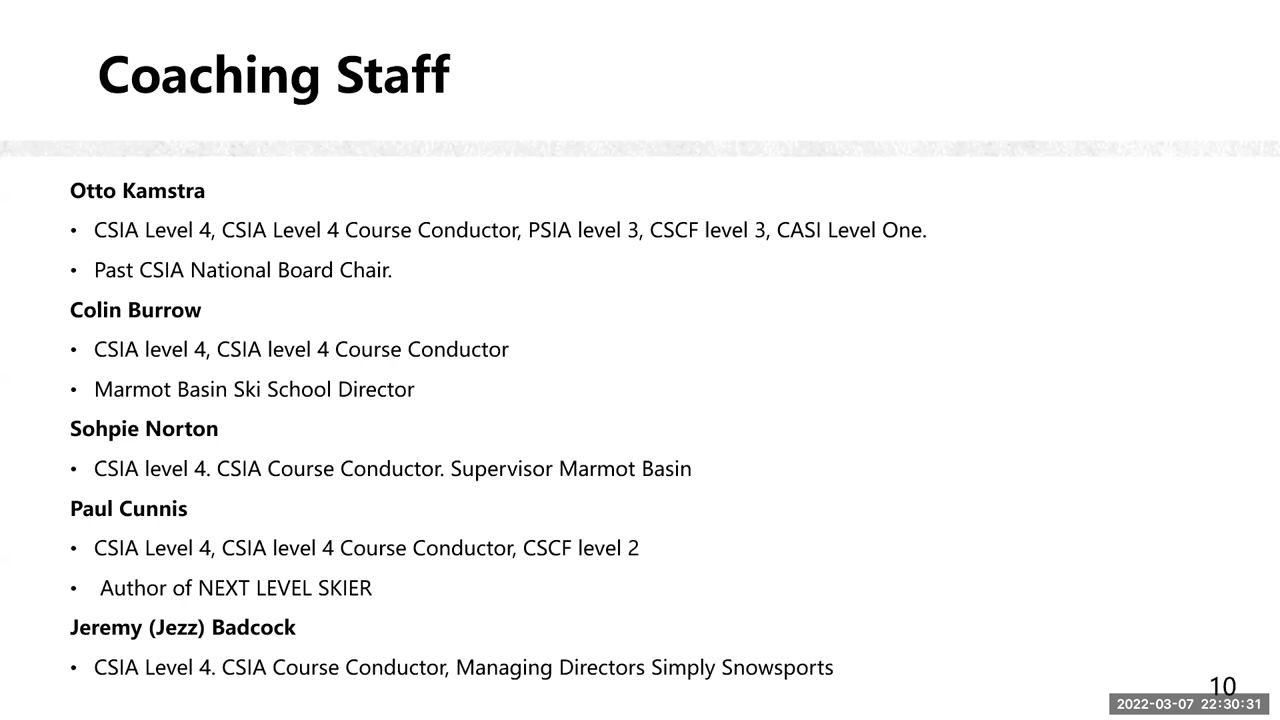 Coaching Staff
Otto Kamstra
• CSIA Level 4, CSIA Level 4 Course Conductor, PSIA level 3, CSCF level 3, CASI Level One.
• Past CSIA National Board Chair.
Colin Burrow
• CSIA level 4, CSIA level 4 Course Conductor
• Marmot Basin Ski School Director
Sohpie Norton
• CSIA level 4. CSIA Course Conductor. Supervisor Marmot Basin
Paul Cunnis
• CSIA Level 4, CSIA level 4 Course Conductor, CSCF level 2
• Author of NEXT LEVEL SKIER
Jeremy (Jezz) Badcock
• CSIA Level 4. CSIA Course Conductor, Managing Directors Simply Snowsports
10
2022-03-07 22:30:31